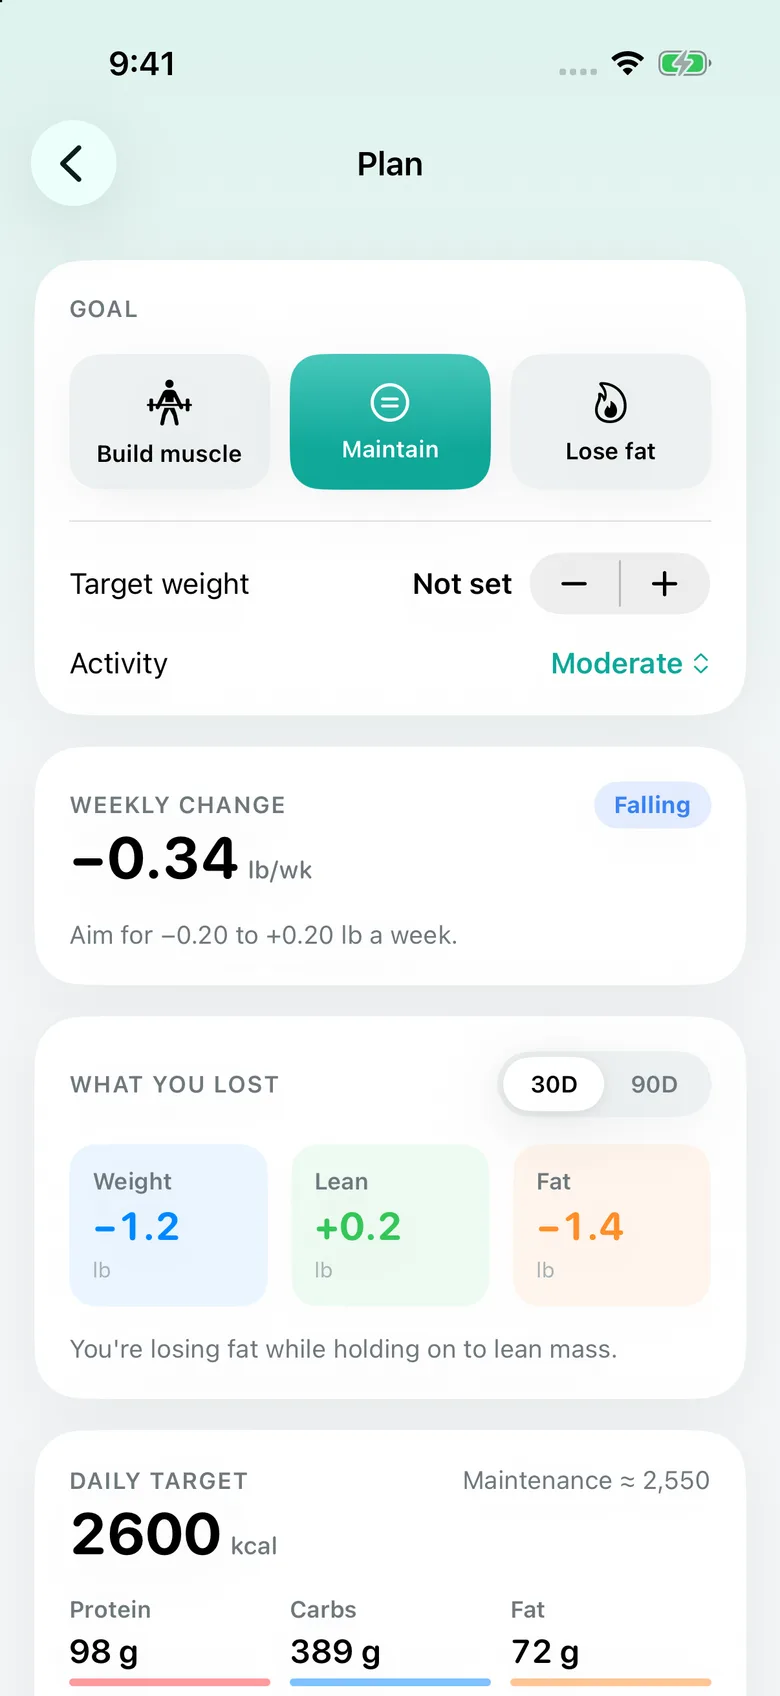 9:41
Plan
GOAL
Build muscle
Maintain
Lose fat
Target weight Not set − +
Activity Moderate
WEEKLY CHANGE Falling
−0.34 lb/wk
Aim for −0.20 to +0.20 lb a week.
WHAT YOU LOST 30D 90D
Weight Lean Fat
−1.2 +0.2 −1.4
lb lb lb
You're losing fat while holding on to lean mass.
DAILY TARGET Maintenance ≈ 2,550
2600 kcal
Protein Carbs Fat
98 g 389 g 72 g